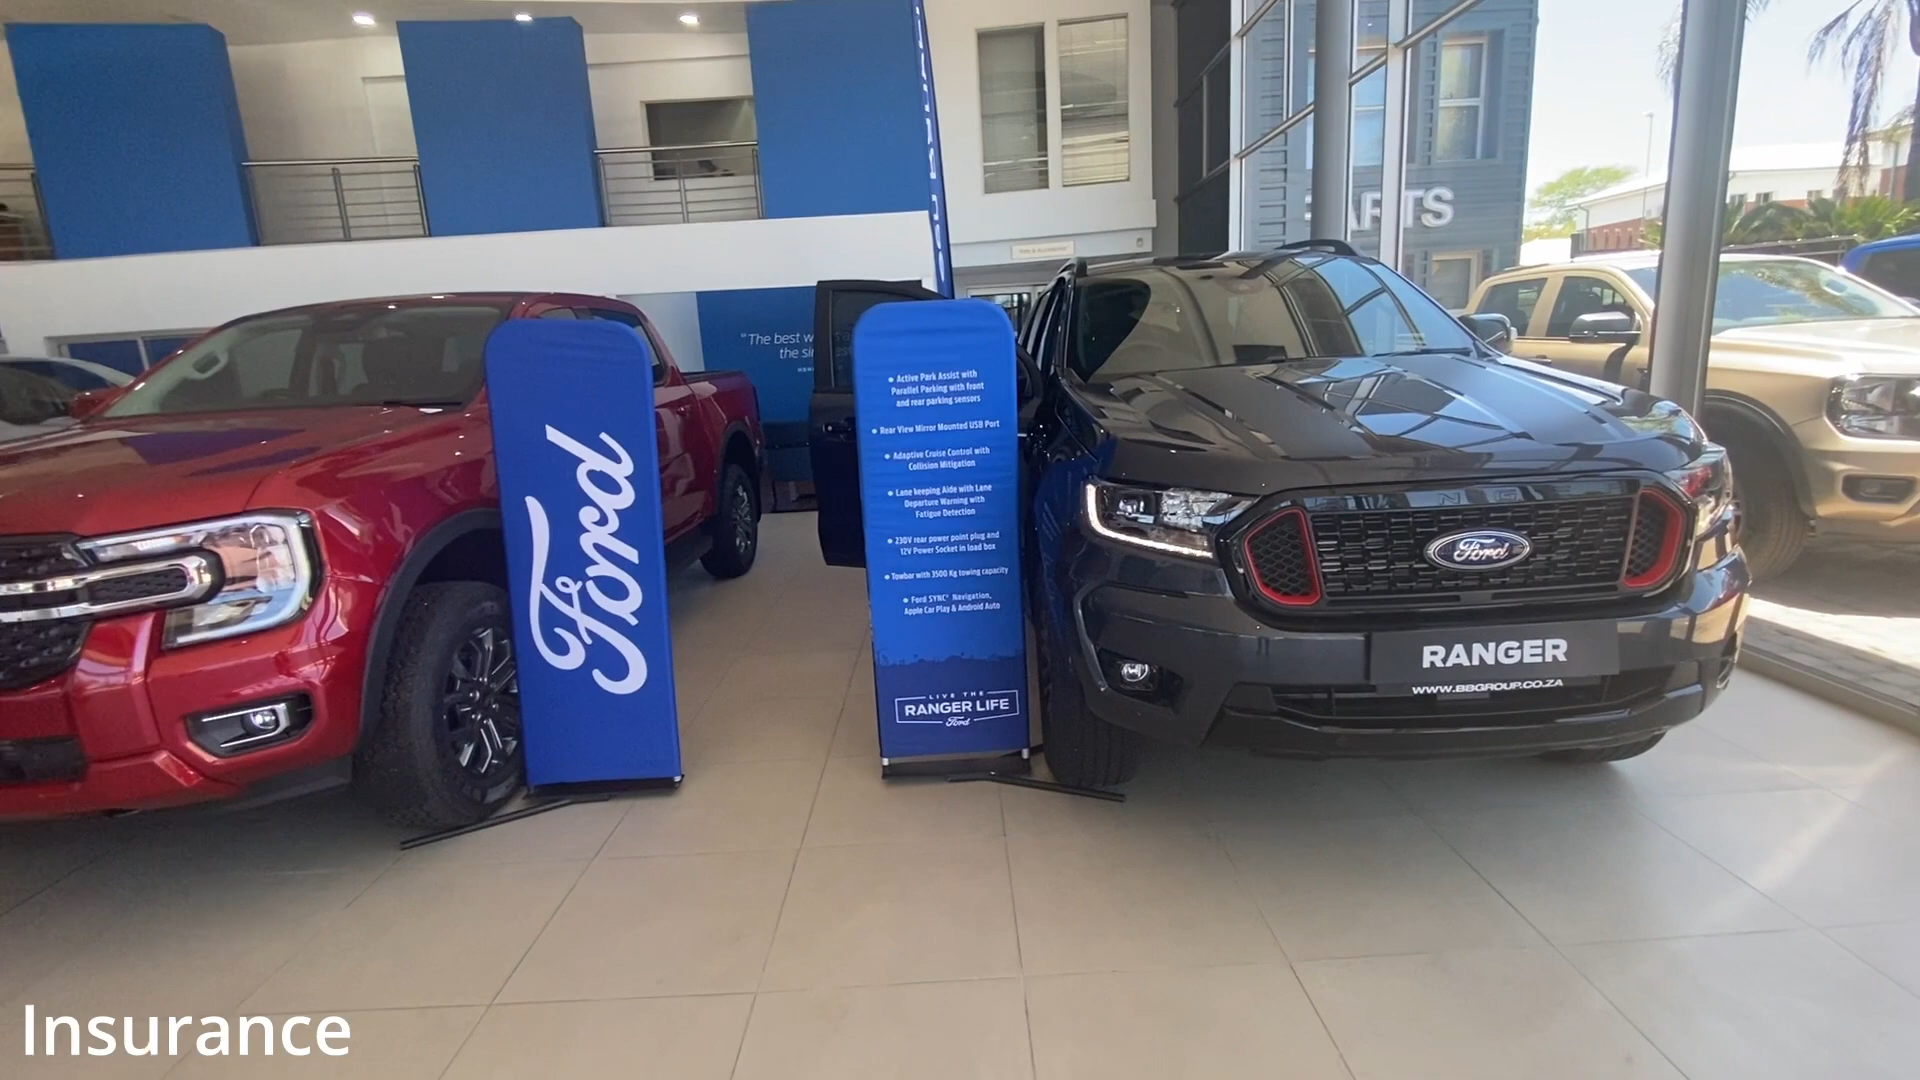 PARTS
"The best w
the si
Ford
• Active Park Assist with
Parallel Parking with front
and rear parking sensors
• Rear View Mirror Mounted USB Port
• Adaptive Cruise Control with
Collision Mitigation
• Lane keeping Aide with Lane
Departure Warning with
Fatigue Detection
• 230V rear power point plug and
12V Power Socket in load box
• Towbar with 3500 Kg towing capacity
• Ford SYNC® Navigation,
Apple Car Play & Android Auto
LIVE THE
RANGER LIFE
Ford
Ford
RANGER
WWW.BBGROUP.CO.ZA
Insurance